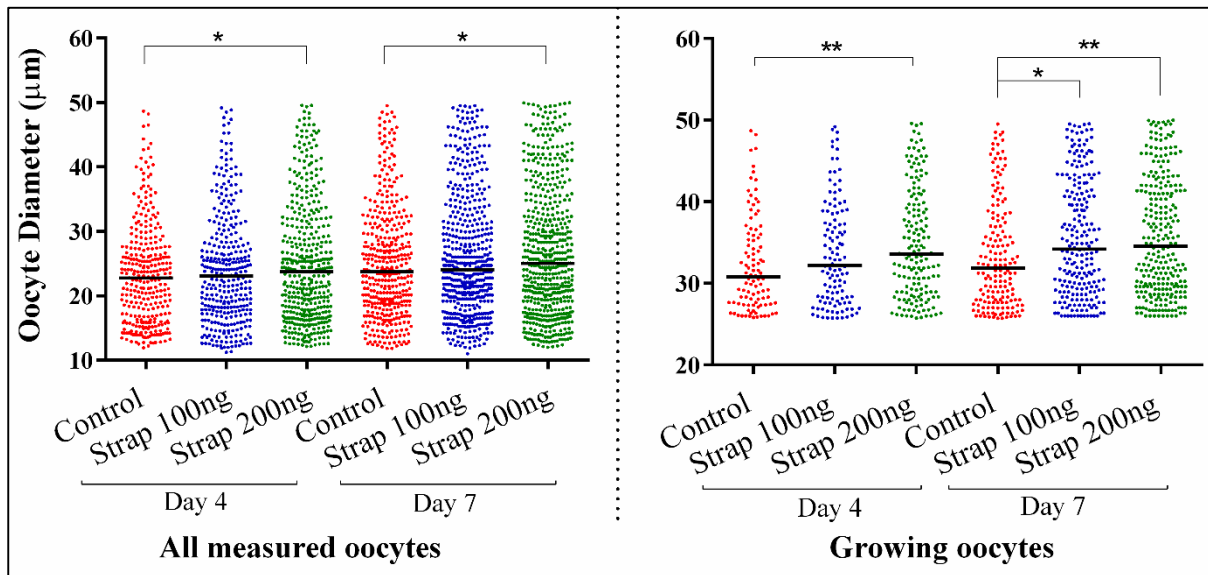 Oocyte Diameter (μm)
60
50
40
30
20
10
*
*
Control
Strap 100ng
Strap 200ng
Control
Strap 100ng
Strap 200ng
Day 4
Day 7
All measured oocytes
60
50
40
30
20
**
**
*
Control
Strap 100ng
Strap 200ng
Control
Strap 100ng
Strap 200ng
Day 4
Day 7
Growing oocytes